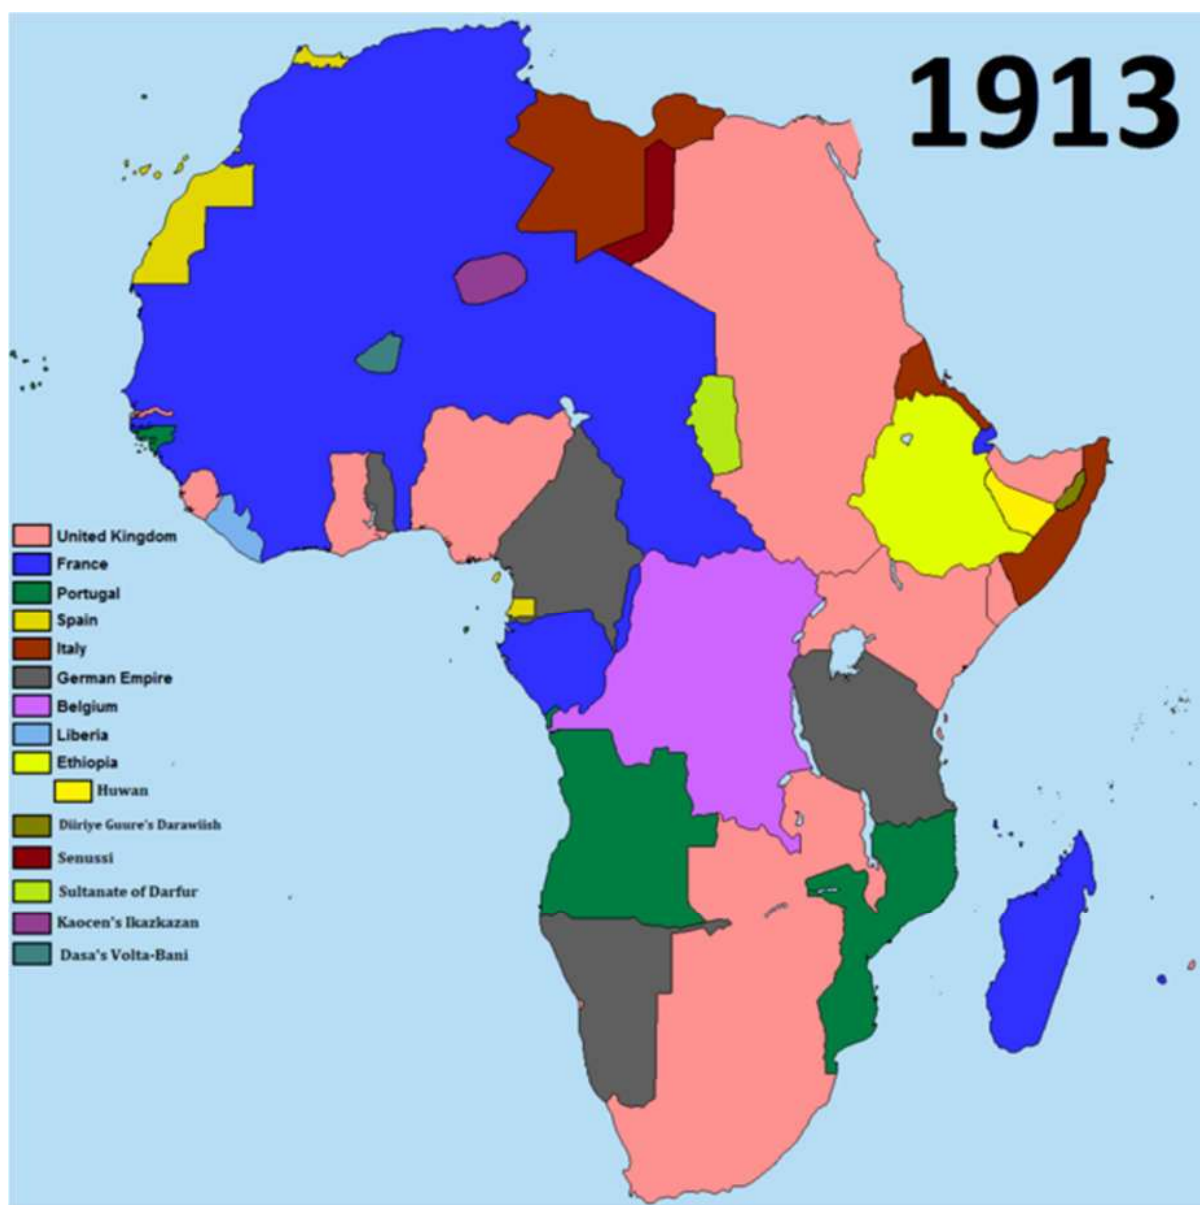 1913
United Kingdom
France
Portugal
Spain
Italy
German Empire
Belgium
Liberia
Ethiopia
Huwan
Diiriye Guure's Darawiish
Senussi
Sultanate of Darfur
Kaocen's Ikazkazan
Dasa's Volta-Bani